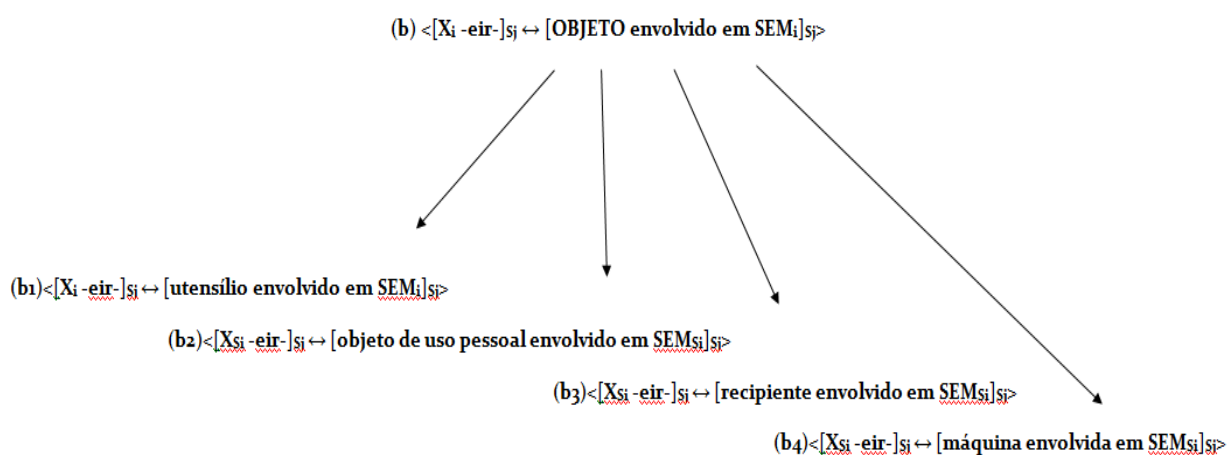 (b) <[Xi -eir-]Sj ↔ [OBJETO envolvido em SEMi]Sj>
(b1)<[Xi -eir-]Sj ↔ [utensílio envolvido em SEMi]Sj>
(b2)<[XSi -eir-]Sj ↔ [objeto de uso pessoal envolvido em SEMSi]Sj>
(b3)<[XSi -eir-]Sj ↔ [recipiente envolvido em SEMSi]Sj>
(b4)<[XSi -eir-]Sj ↔ [máquina envolvida em SEMSi]Sj>